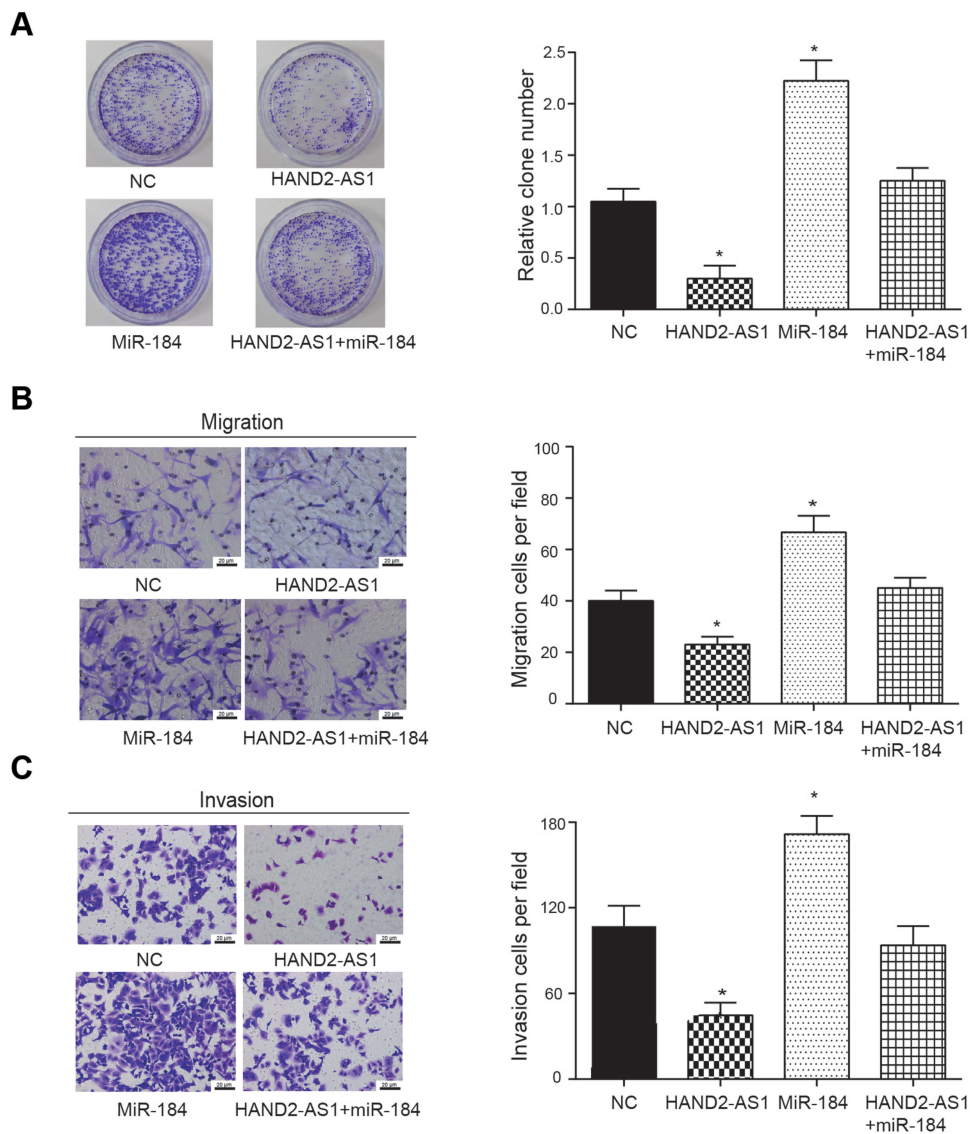 A
NC
HAND2-AS1
MiR-184
HAND2-AS1+miR-184
Relative clone number
2.5
2.0
1.5
1.0
0.5
0.0
*
*
NC
HAND2-AS1
MiR-184
HAND2-AS1
+miR-184
B
Migration
20 μm
20 μm
NC
HAND2-AS1
20 μm
20 μm
MiR-184
HAND2-AS1+miR-184
Migration cells per field
100
80
60
40
20
0
*
*
NC
HAND2-AS1
MiR-184
HAND2-AS1
+miR-184
C
Invasion
20 μm
20 μm
NC
HAND2-AS1
20 μm
20 μm
MiR-184
HAND2-AS1+miR-184
Invasion cells per field
180
120
60
0
*
*
NC
HAND2-AS1
MiR-184
HAND2-AS1
+miR-184